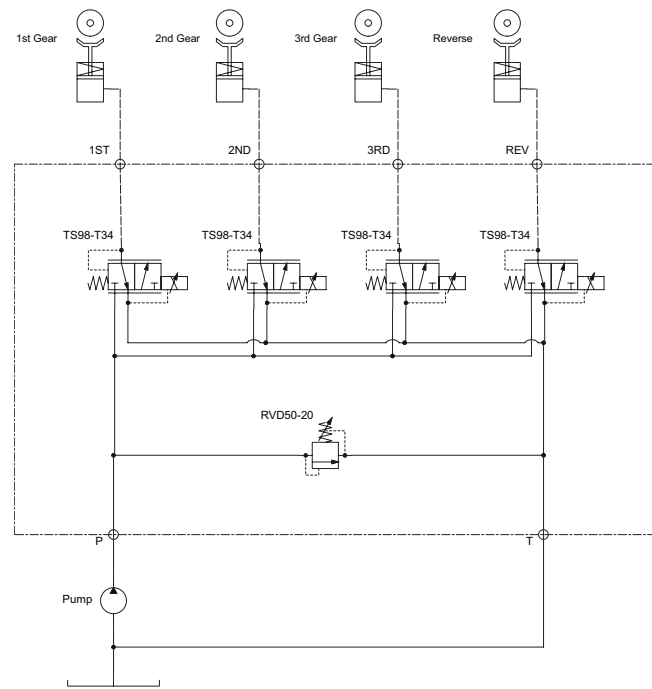 1st Gear
2nd Gear
3rd Gear
Reverse
1ST
2ND
3RD
REV
TS98-T34
TS98-T34
TS98-T34
TS98-T34
RVD50-20
P
T
Pump